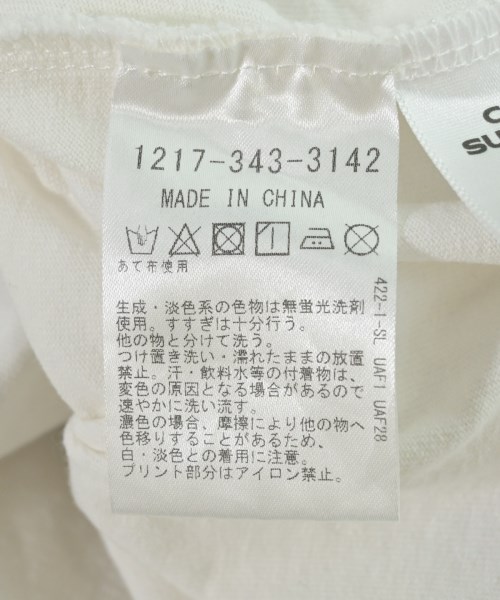 1217-343-3142
MADE IN CHINA
あて布使用
生成・淡色系の色物は無蛍光洗剤
使用。すすぎは十分行う。
他の物と分けて洗う。
つけ置き洗い・濡れたままの放置
禁止。汗・飲料水等の付着物は、
変色の原因となる場合があるので
速やかに洗い流す。
濃色の場合、摩擦により他の物へ
色移りすることがあるため、
白・淡色との着用に注意。
プリント部分はアイロン禁止。
422-1-SL UAF1 UAF28